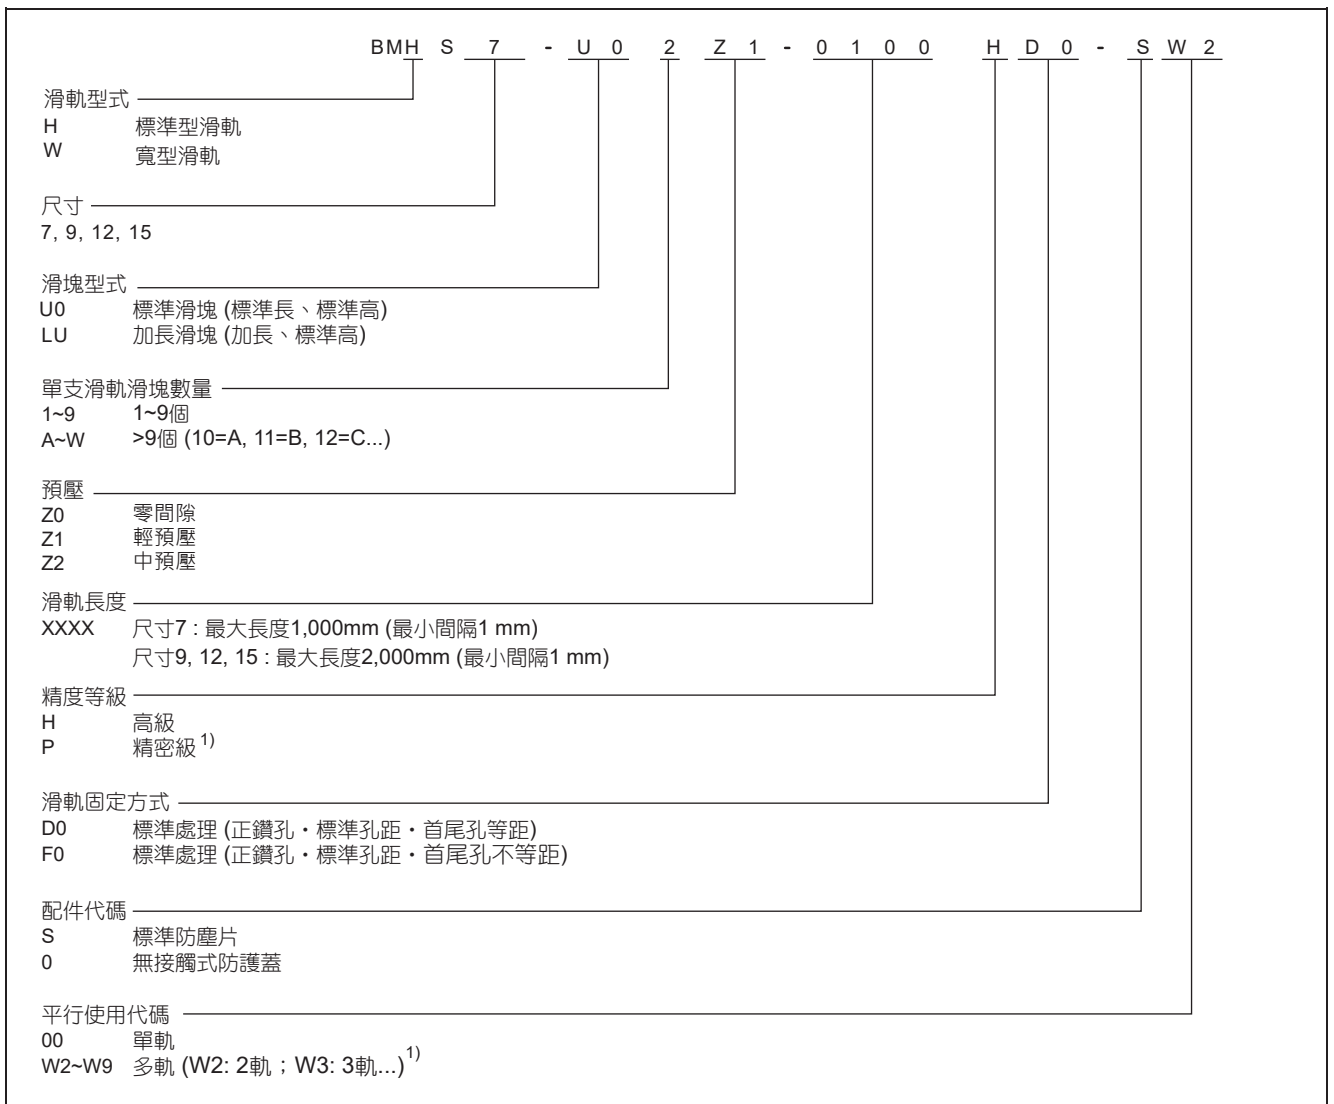 BMH S 7 - U 0 2 Z 1 - 0 1 0 0 H D 0 - S W 2
滑軌型式
H 標準型滑軌
W 寬型滑軌
尺寸
7, 9, 12, 15
滑塊型式
U0 標準滑塊 (標準長、標準高)
LU 加長滑塊 (加長、標準高)
單支滑軌滑塊數量
1~9 1~9個
A~W >9個 (10=A, 11=B, 12=C...)
預壓
Z0 零間隙
Z1 輕預壓
Z2 中預壓
滑軌長度
XXXX 尺寸7 : 最大長度1,000mm (最小間隔1 mm)
尺寸9, 12, 15 : 最大長度2,000mm (最小間隔1 mm)
精度等級
H 高級
P 精密級 1)
滑軌固定方式
D0 標準處理 (正鑽孔・標準孔距・首尾孔等距)
F0 標準處理 (正鑽孔・標準孔距・首尾孔不等距)
配件代碼
S 標準防塵片
0 無接觸式防護蓋
平行使用代碼
00 單軌
W2~W9 多軌 (W2: 2軌；W3: 3軌...) 1)